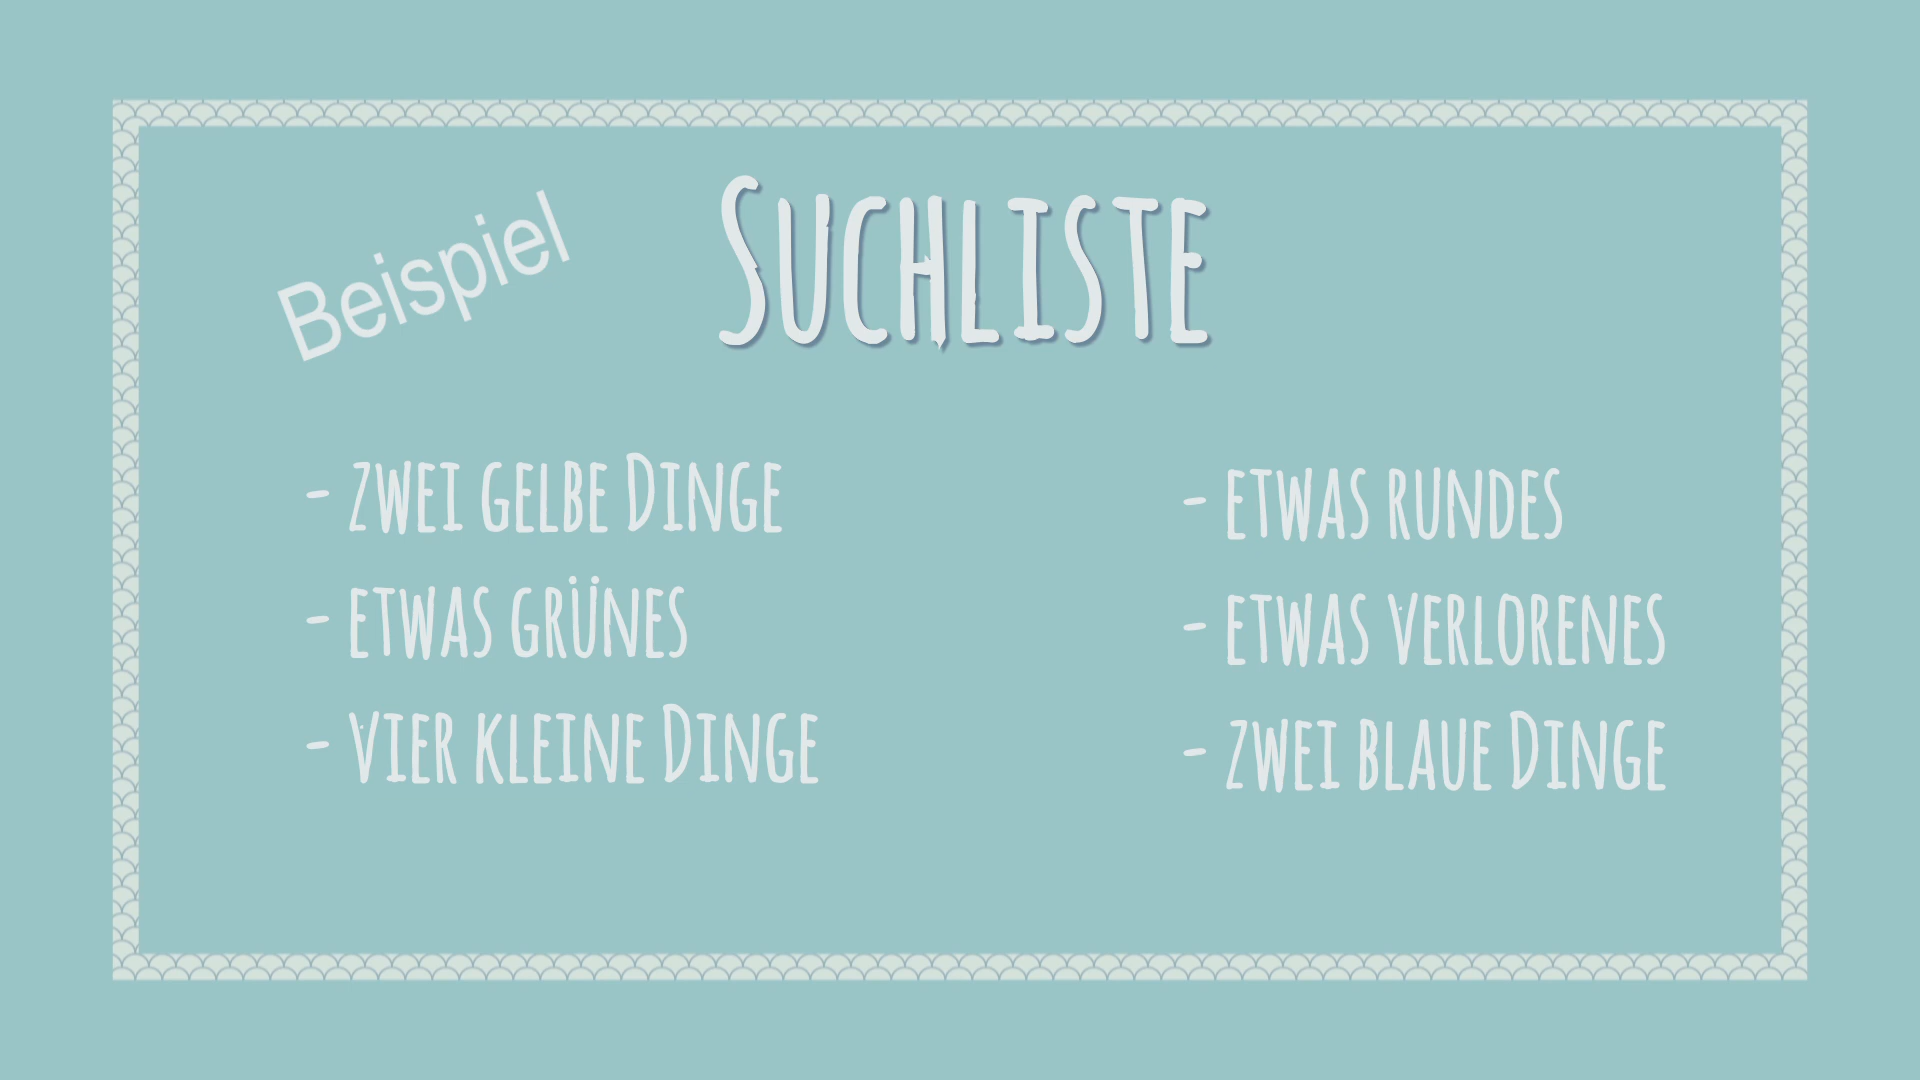 Beispiel
Suchliste
- zwei gelbe Dinge
- etwas grünes
- vier kleine Dinge
- etwas rundes
- etwas verlorenes
- zwei blaue Dinge